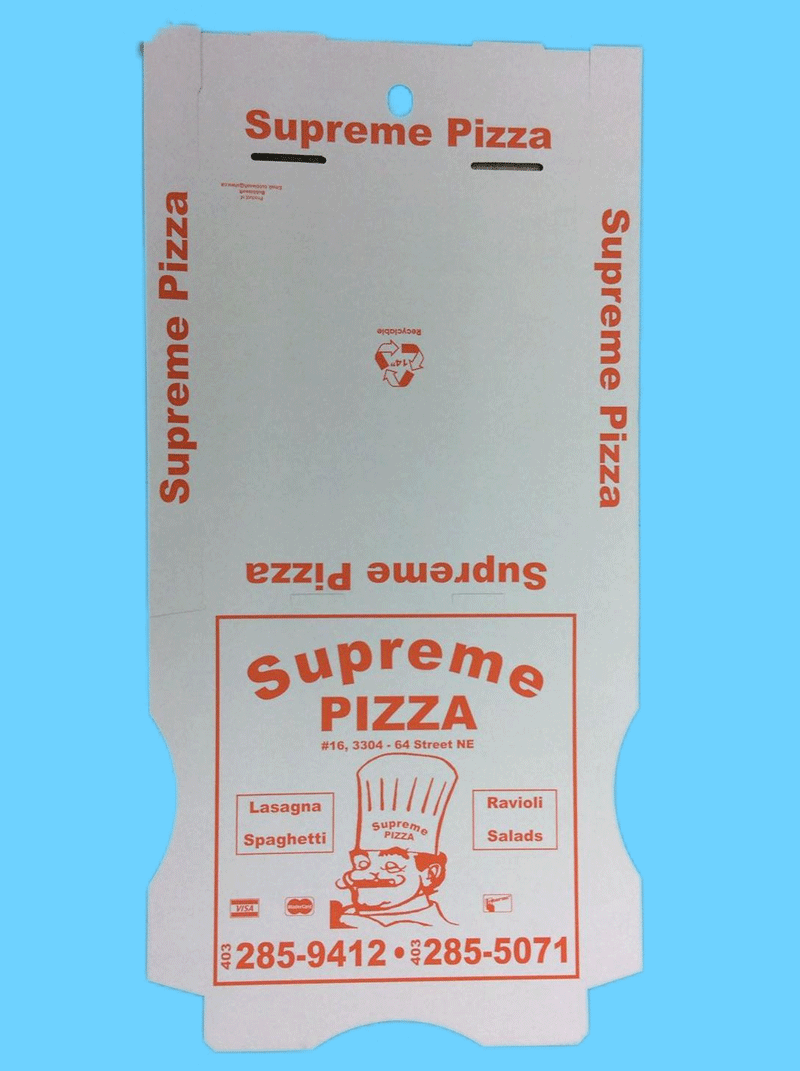 Supreme Pizza
Supreme Pizza
Supreme Pizza
Recyclable
14"
Supreme Pizza
Supreme
PIZZA
#16, 3304 - 64 Street NE
Supreme
PIZZA
Lasagna
Spaghetti
Ravioli
Salads
VISA
MasterCard
403 285-9412 • 403 285-5071